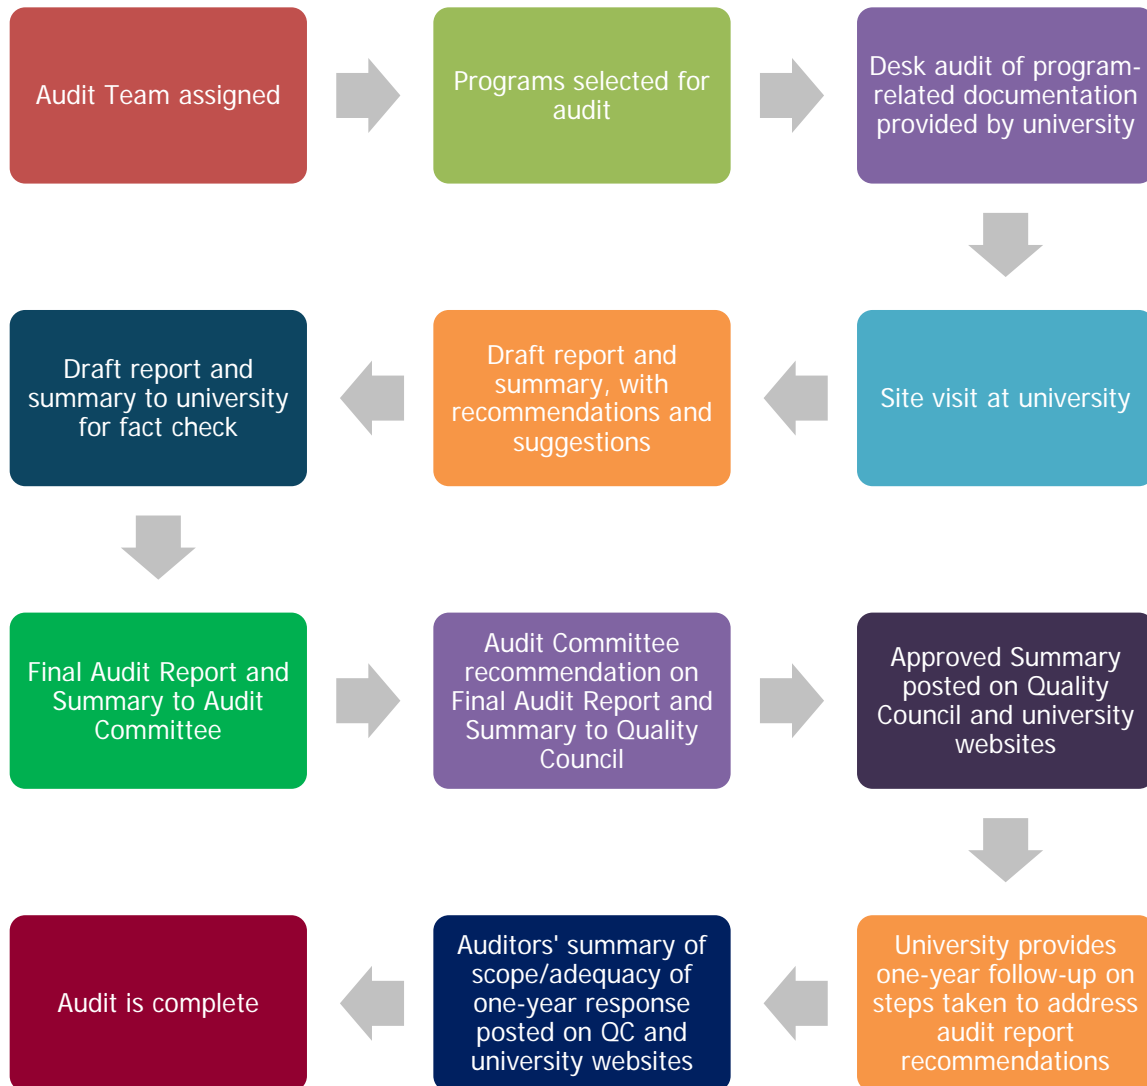 Audit Team assigned
Programs selected for
audit
Desk audit of program-
related documentation
provided by university
Site visit at university
Draft report and
summary, with
recommendations and
suggestions
Draft report and
summary to university
for fact check
Final Audit Report and
Summary to Audit
Committee
Audit Committee
recommendation on
Final Audit Report and
Summary to Quality
Council
Approved Summary
posted on Quality
Council and university
websites
University provides
one-year follow-up on
steps taken to address
audit report
recommendations
Auditors' summary of
scope/adequacy of
one-year response
posted on QC and
university websites
Audit is complete